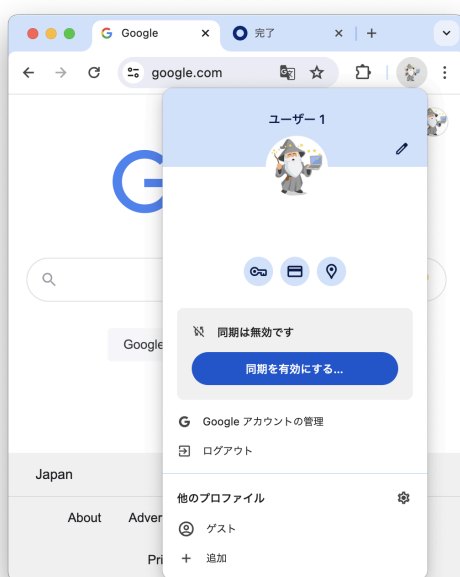 Google
完了
google.com
ユーザー 1
G
同期は無効です
Google
同期を有効にする...
Google アカウントの管理
ログアウト
Japan
他のプロファイル
About
Adver
ゲスト
Pri
追加